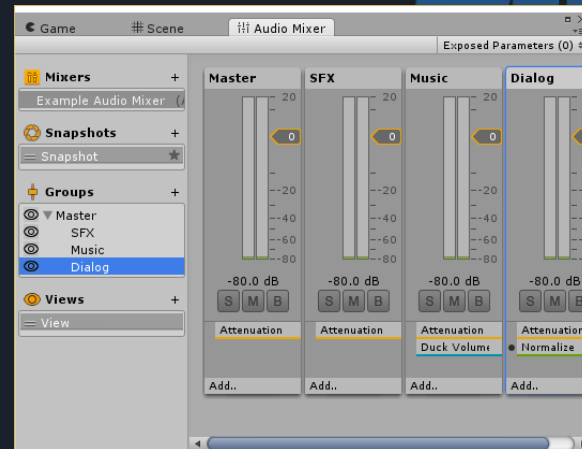 Game
Scene
Audio Mixer
Exposed Parameters (0)
Mixers +
Example Audio Mixer (
Snapshots +
Snapshot
Groups +
Master
SFX
Music
Dialog
Views +
View
Master
20
0
-20
-40
-60
-80
-80.0 dB
S M B
Attenuation
Add..
SFX
20
0
-20
-40
-60
-80
-80.0 dB
S M B
Attenuation
Add..
Music
20
0
-20
-40
-60
-80
-80.0 dB
S M B
Attenuation
Duck Volume
Add..
Dialog
-80.0 dB
S M B
Attenuation
Normalize
Add..